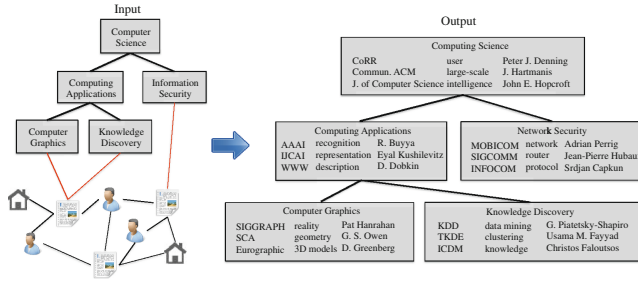 Input
Computer
Science
Computing
Applications
Information
Security
Computer
Graphics
Knowledge
Discovery
Output
Computing Science
CoRR user Peter J. Denning
Commun. ACM large-scale J. Hartmanis
J. of Computer Science intelligence John E. Hopcroft
Computing Applications
AAAI recognition R. Buyya
IJCAI representation Eyal Kushilevitz
WWW description D. Dobkin
Network Security
MOBICOM network Adrian Perrig
SIGCOMM router Jean-Pierre Hubaux
INFOCOM protocol Srdjan Capkun
Computer Graphics
SIGGRAPH reality Pat Hanrahan
SCA geometry G. S. Owen
Eurographic 3D models D. Greenberg
Knowledge Discovery
KDD data mining G. Piatetsky-Shapiro
TKDE clustering Usama M. Fayyad
ICDM knowledge Christos Faloutsos